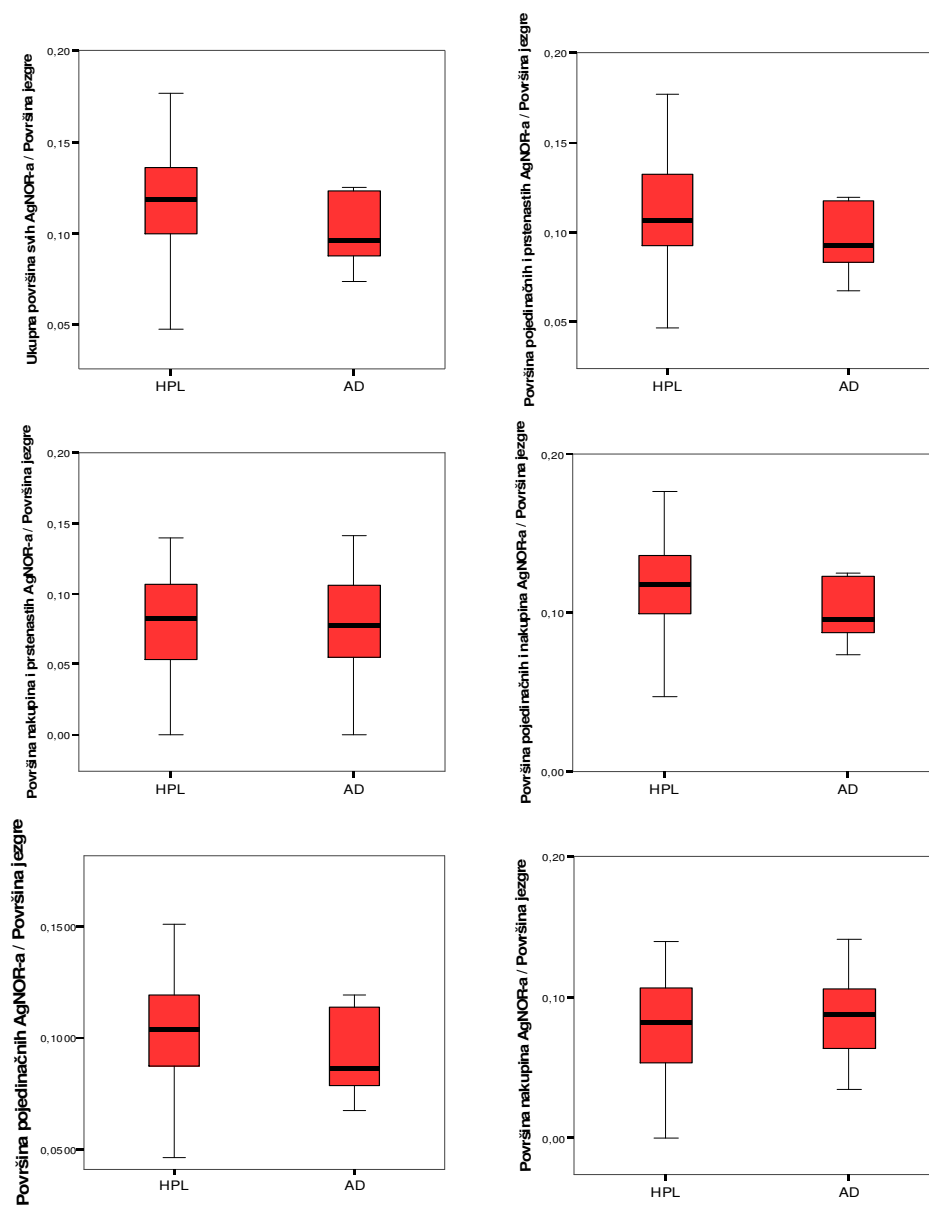 Ukupna površina svih AgNOR-a / Površina jezgre
0,20
0,15
0,10
0,05
HPL
AD
Površina pojedinačnih i prstenastih AgNOR-a / Površina jezgre
0,20
0,15
0,10
0,05
HPL
AD
Površina nakupina i prstenastih AgNOR-a / Površina jezgre
0,20
0,15
0,10
0,05
0,00
HPL
AD
Površina pojedinačnih i nakupina AgNOR-a / Površina jezgre
0,20
0,10
0,00
HPL
AD
Površina pojedinačnih AgNOR-a / Površina jezgre
0,1500
0,1000
0,0500
HPL
AD
Površina nakupina AgNOR-a / Površina jezgre
0,20
0,10
0,00
HPL
AD